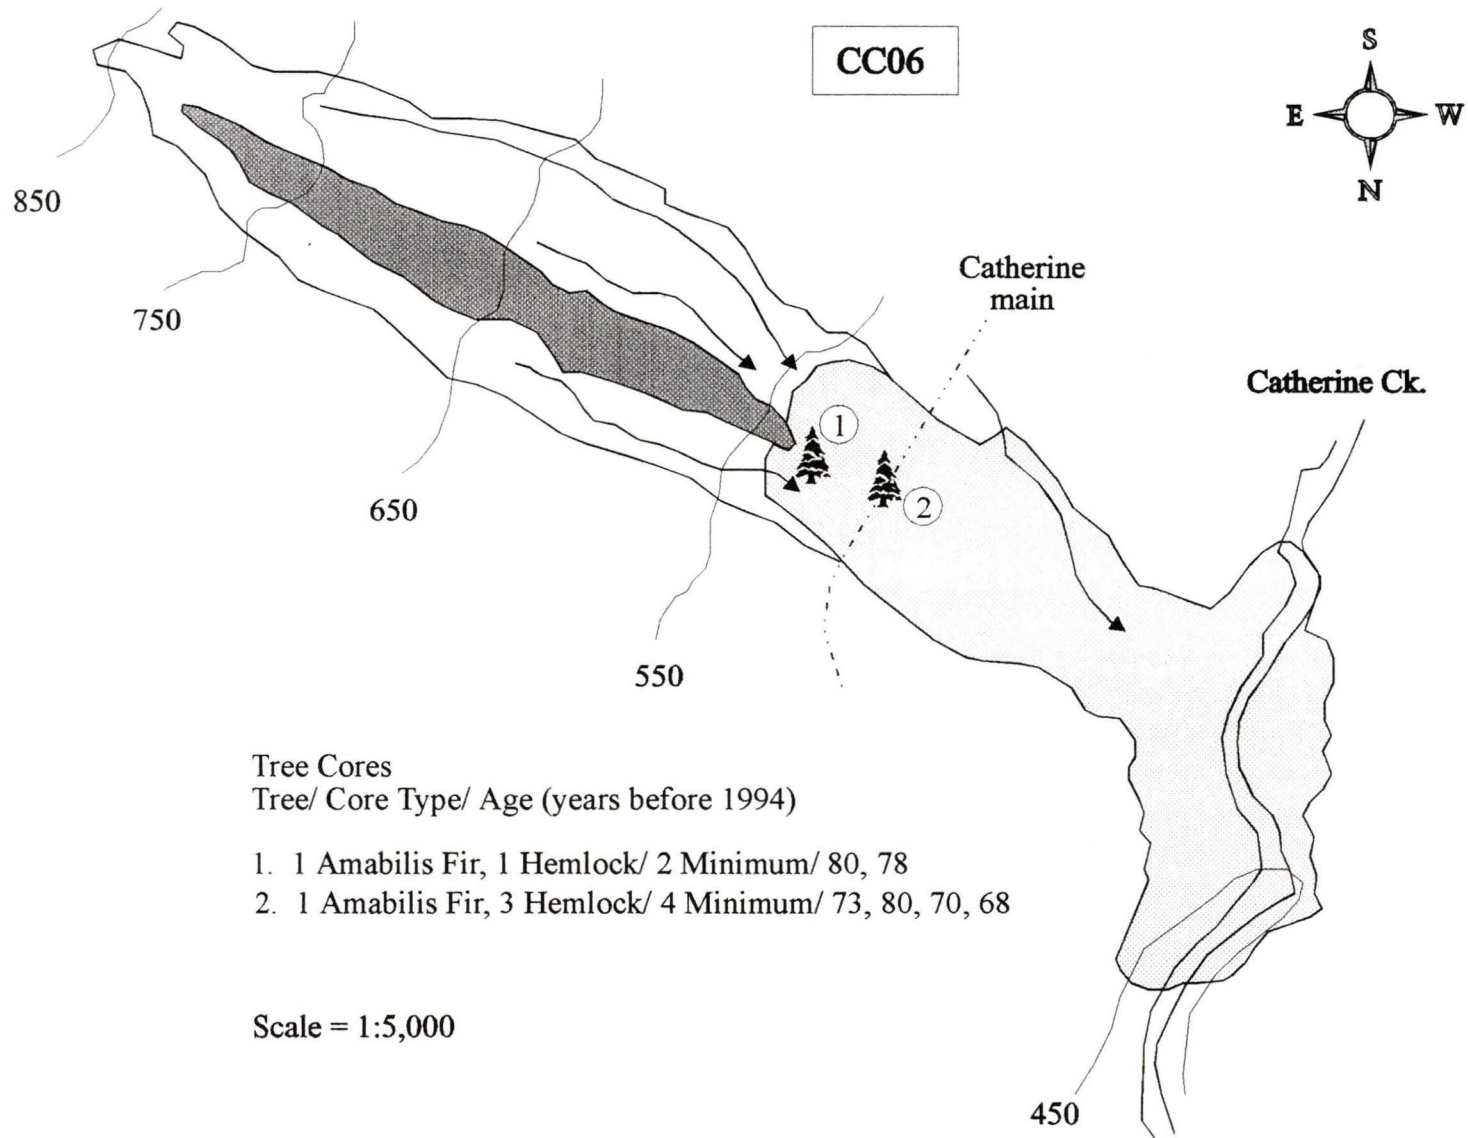 CC06
S
E
W
N
850
Catherine
main
750
Catherine Ck.
1
2
650
550
Tree Cores
Tree/ Core Type/ Age (years before 1994)
1. 1 Amabilis Fir, 1 Hemlock/ 2 Minimum/ 80, 78
2. 1 Amabilis Fir, 3 Hemlock/ 4 Minimum/ 73, 80, 70, 68
Scale = 1:5,000
450